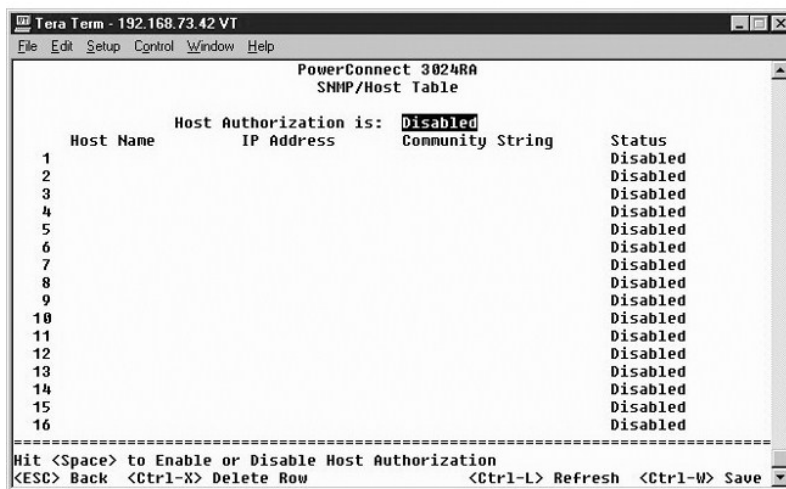 Tera Term - 192.168.73.42 VT
File Edit Setup Control Window Help
PowerConnect 3024RA
SNMP/Host Table
Host Authorization is: Disabled
Host Name IP Address Community String Status
1 Disabled
2 Disabled
3 Disabled
4 Disabled
5 Disabled
6 Disabled
7 Disabled
8 Disabled
9 Disabled
10 Disabled
11 Disabled
12 Disabled
13 Disabled
14 Disabled
15 Disabled
16 Disabled
================================================================================
Hit <Space> to Enable or Disable Host Authorization
<ESC> Back <Ctrl-X> Delete Row <Ctrl-L> Refresh <Ctrl-W> Save